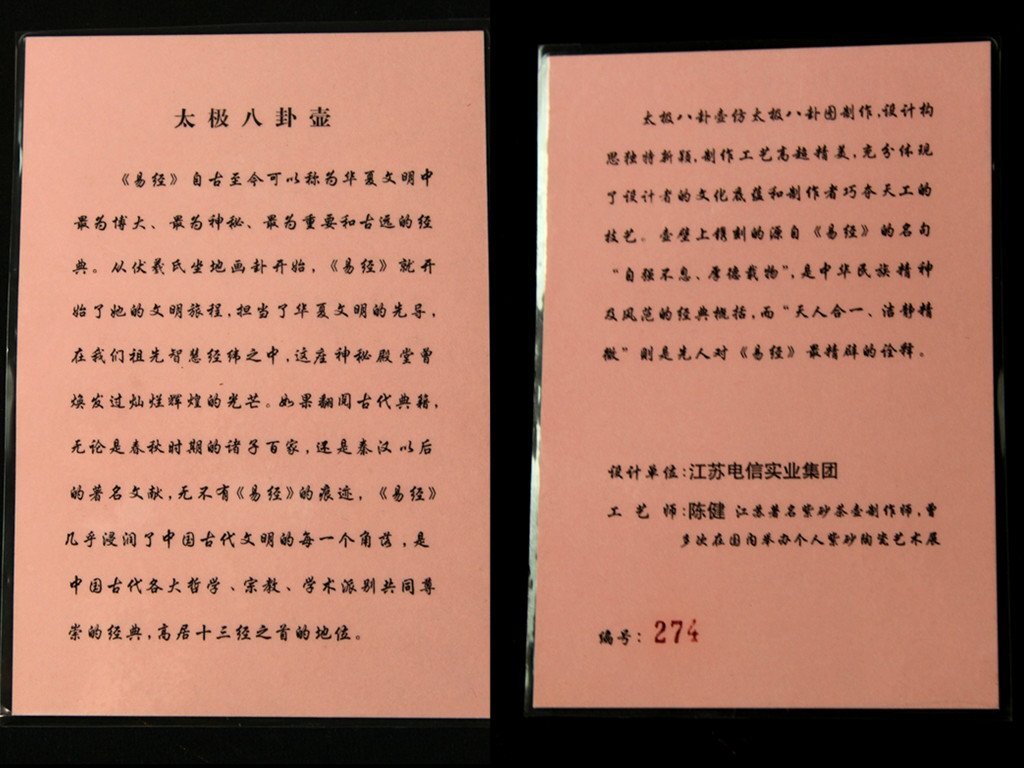 太极八卦壶
《易经》自古至今可以称为华夏文明中
最为博大、最为神秘、最为重要和古远的经
典。从伏羲氏坐地画卦开始，《易经》就开
始了她的文明旅程，担当了华夏文明的先导，
在我们祖先智慧经纬之中，这座神秘殿堂曾
焕发过灿烂辉煌的光芒。如果翻阅古代典籍，
无论是春秋时期的诸子百家，还是秦汉以后
的著名文献，无不有《易经》的痕迹，《易经》
几乎浸润了中国古代文明的每一个角落，是
中国古代各大哲学、宗教、学术派别共同尊
崇的经典，高居十三经之首的地位。
太极八卦壶仿太极八卦图制作，设计构
思独特新颖，制作工艺高超精美，充分体现
了设计者的文化底蕴和制作者巧夺天工的
技艺。壶壁上镌刻的源自《易经》的名句
“自强不息、厚德载物”，是中华民族精神
及风范的经典概括，而“天人合一、洁静精
微”则是先人对《易经》最精辟的诠释。
设计单位：江苏电信实业集团
工艺师：陈健 江苏著名紫砂茶壶制作师，曾
多次在国内举办个人紫砂陶瓷艺术展
编号：274